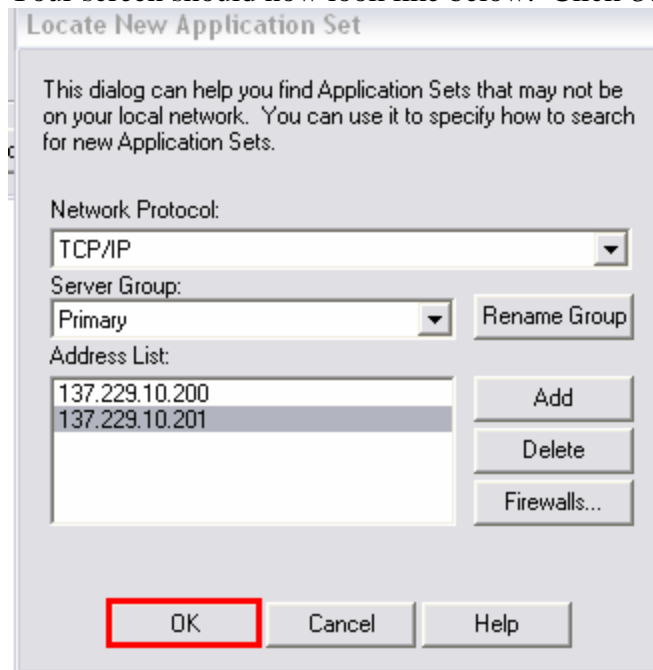 Locate New Application Set
This dialog can help you find Application Sets that may not be
on your local network. You can use it to specify how to search
for new Application Sets.
Network Protocol:
TCP/IP
Server Group:
Primary
Rename Group
Address List:
137.229.10.200
137.229.10.201
Add
Delete
Firewalls...
OK
Cancel
Help